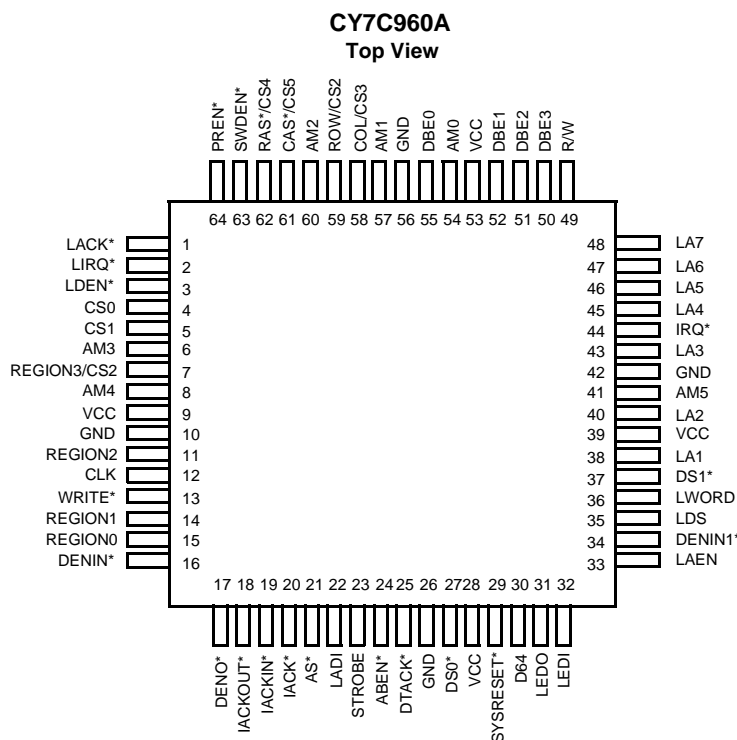 CY7C960A
Top View
PREN*
SWDEN*
RAS*/CS4
CAS*/CS5
AM2
ROW/CS2
COL/CS3
AM1
GND
DBE0
AM0
VCC
DBE1
DBE2
DBE3
R/W
64 63 62 61 60 59 58 57 56 55 54 53 52 51 50 49
LACK* 1
LIRQ* 2
LDEN* 3
CS0 4
CS1 5
AM3 6
REGION3/CS2 7
AM4 8
VCC 9
GND 10
REGION2 11
CLK 12
WRITE* 13
REGION1 14
REGION0 15
DENIN* 16
48 LA7
47 LA6
46 LA5
45 LA4
44 IRQ*
43 LA3
42 GND
41 AM5
40 LA2
39 VCC
38 LA1
37 DS1*
36 LWORD
35 LDS
34 DENIN1*
33 LAEN
17 18 19 20 21 22 23 24 25 26 27 28 29 30 31 32
DENO*
IACKOUT*
IACKIN*
IACK*
AS*
LADI
STROBE
ABEN*
DTACK*
GND
DS0*
VCC
SYSRESET*
D64
LEDO
LEDI